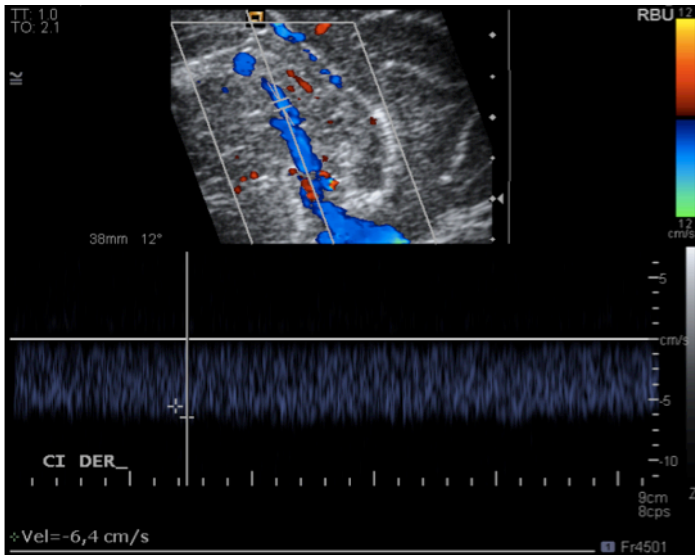 TT: 1.0
TO: 2.1
RBU 12
12
cm/s
38mm 12°
5
cm/s
-5
-10
CI DER_
9cm
8cps
Vel=-6,4 cm/s
1 Fr4501